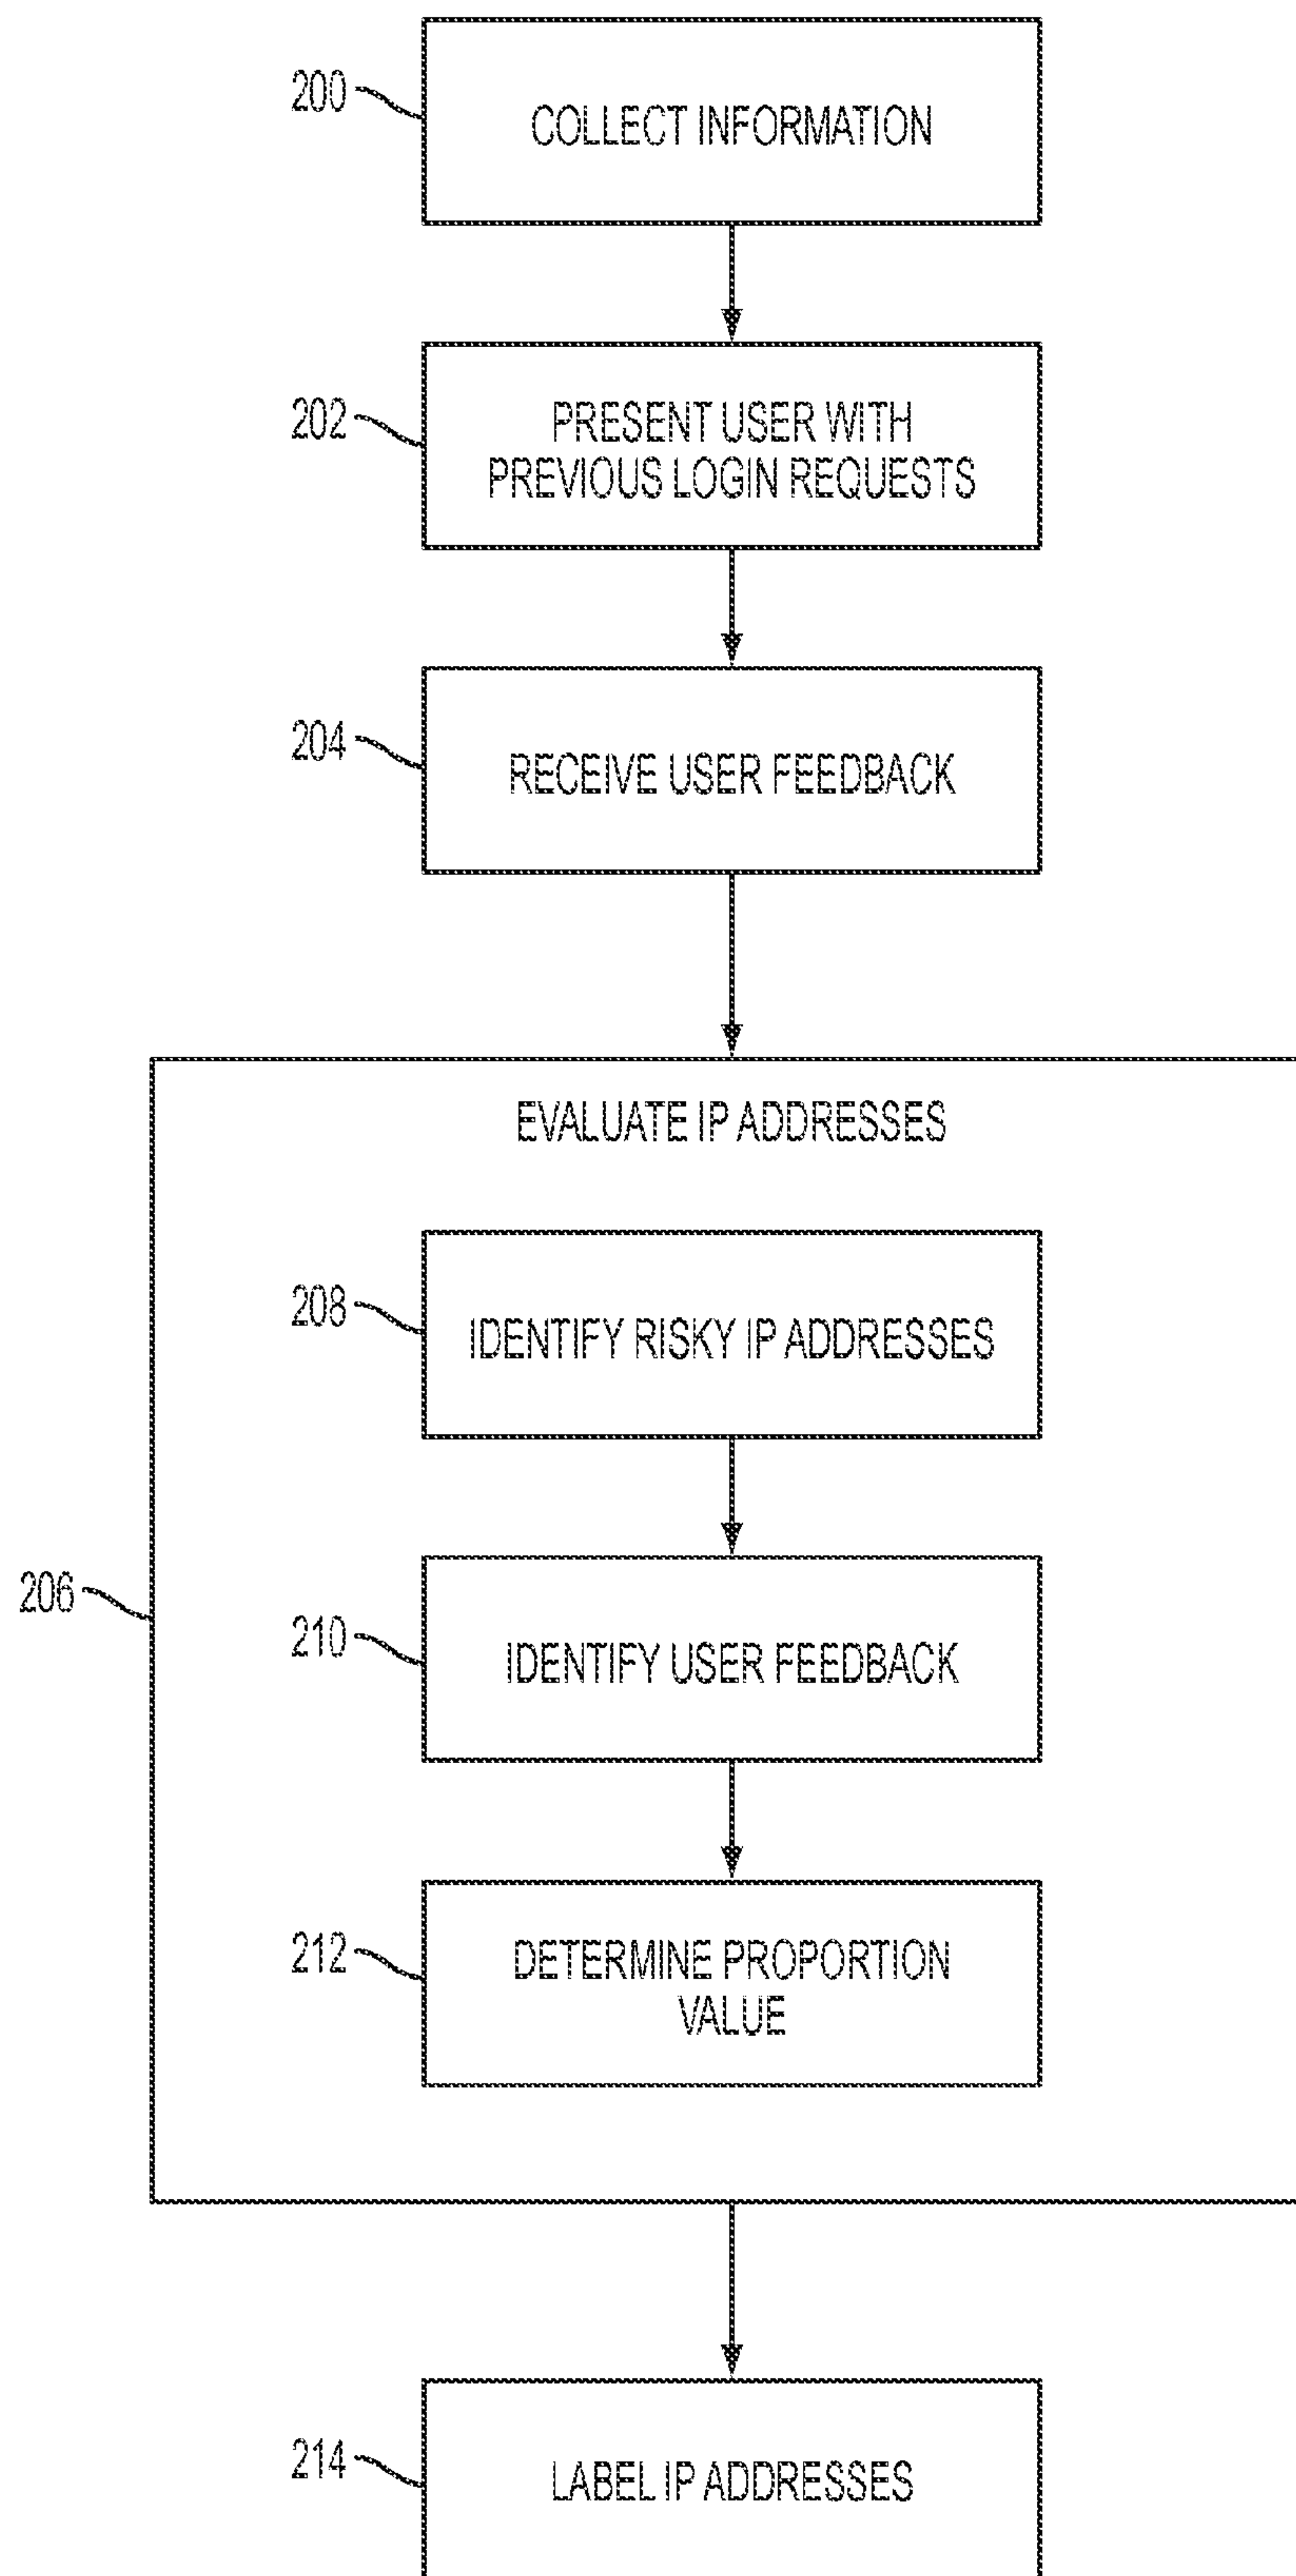 200
COLLECT INFORMATION
202
PRESENT USER WITH
PREVIOUS LOGIN REQUESTS
204
RECEIVE USER FEEDBACK
EVALUATE IP ADDRESSES
208
IDENTIFY RISKY IP ADDRESSES
206
210
IDENTIFY USER FEEDBACK
212
DETERMINE PROPORTION
VALUE
214
LABEL IP ADDRESSES